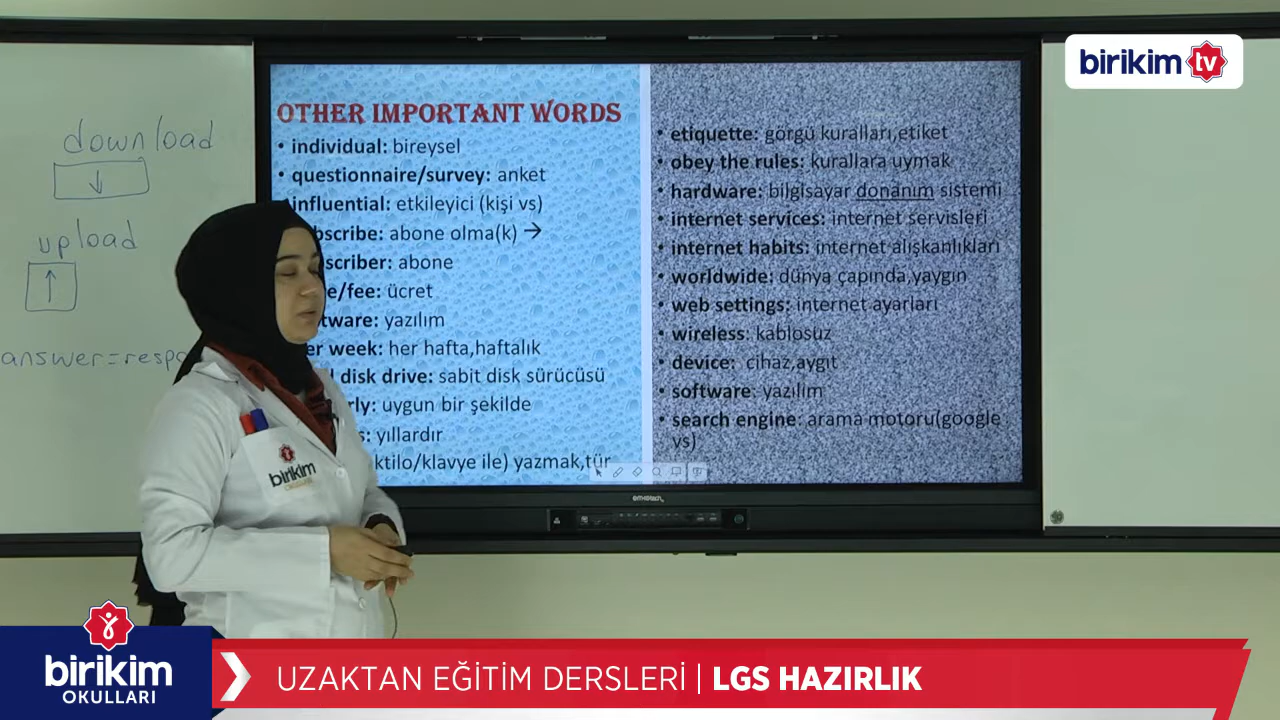 birikim tv
download
upload
OTHER IMPORTANT WORDS
• individual: bireysel
• questionnaire/survey: anket
influential: etkileyici (kişi vs)
abone olma(k) →
abone
/fee: ücret
yazılım
week: her hafta,haftalık
disk drive: sabit disk sürücüsü
uygun bir şekilde
yıllardır
/klavye ile) yazmak,tür
• etiquette: görgü kuralları,etiket
• obey the rules: kurallara uymak
• hardware: bilgisayar donanım sistemi
• internet services: internet servisleri
• internet habits: internet alışkanlıkları
• worldwide: dünya çapında,yaygın
• web settings: internet ayarları
• wireless: kablosuz
• device: cihaz,aygıt
• software: yazılim
• search engine: arama motoru(google
vs)
birikim
birikim
OKULLARI
UZAKTAN EĞİTİM DERSLERİ | LGS HAZIRLIK